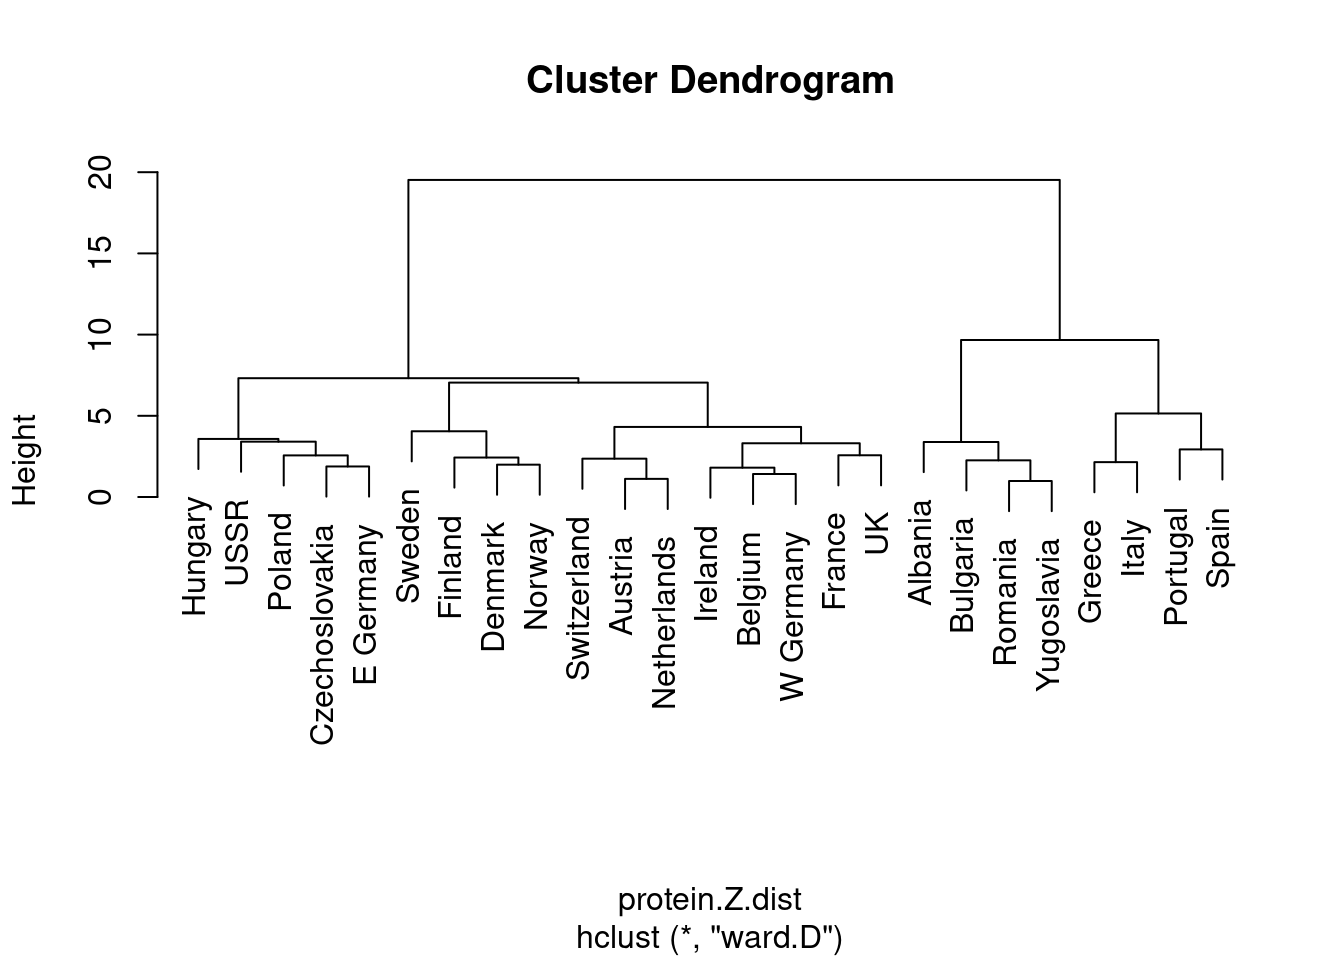 Cluster Dendrogram
Height
20
15
10
5
0
Hungary
USSR
Poland
Czechoslovakia
E Germany
Sweden
Finland
Denmark
Norway
Switzerland
Austria
Netherlands
Ireland
Belgium
W Germany
France
UK
Albania
Bulgaria
Romania
Yugoslavia
Greece
Italy
Portugal
Spain
protein.Z.dist
hclust (*, "ward.D")